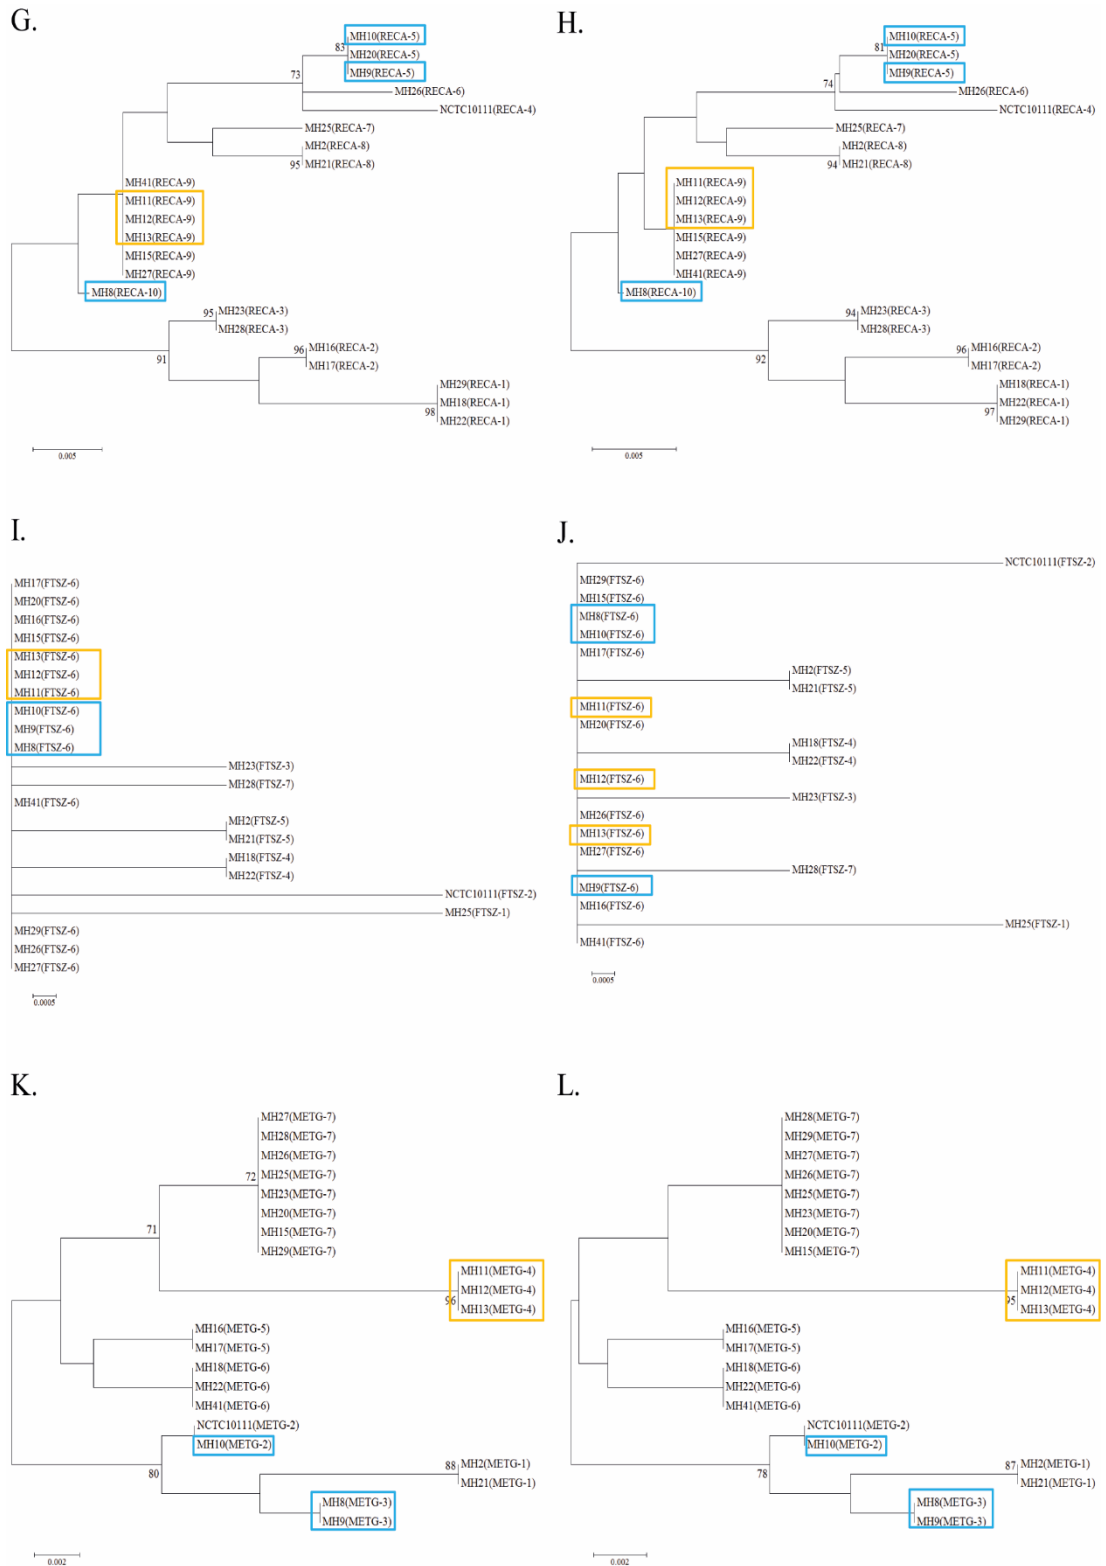 G.
83
MH10(RECA-5)
MH20(RECA-5)
MH9(RECA-5)
73
MH26(RECA-6)
NCTC10111(RECA-4)
MH25(RECA-7)
MH2(RECA-8)
95
MH21(RECA-8)
MH41(RECA-9)
MH11(RECA-9)
MH12(RECA-9)
MH13(RECA-9)
MH15(RECA-9)
MH27(RECA-9)
MH8(RECA-10)
95
MH23(RECA-3)
MH28(RECA-3)
91
96
MH16(RECA-2)
MH17(RECA-2)
MH29(RECA-1)
MH18(RECA-1)
98
MH22(RECA-1)
0.005
H.
81
MH10(RECA-5)
MH20(RECA-5)
MH9(RECA-5)
74
MH26(RECA-6)
NCTC10111(RECA-4)
MH25(RECA-7)
MH2(RECA-8)
94
MH21(RECA-8)
MH11(RECA-9)
MH12(RECA-9)
MH13(RECA-9)
MH15(RECA-9)
MH27(RECA-9)
MH41(RECA-9)
MH8(RECA-10)
94
MH23(RECA-3)
MH28(RECA-3)
92
96
MH16(RECA-2)
MH17(RECA-2)
MH18(RECA-1)
MH22(RECA-1)
97
MH29(RECA-1)
0.005
I.
MH17(FTSZ-6)
MH20(FTSZ-6)
MH16(FTSZ-6)
MH15(FTSZ-6)
MH13(FTSZ-6)
MH12(FTSZ-6)
MH11(FTSZ-6)
MH10(FTSZ-6)
MH9(FTSZ-6)
MH8(FTSZ-6)
MH23(FTSZ-3)
MH28(FTSZ-7)
MH41(FTSZ-6)
MH2(FTSZ-5)
MH21(FTSZ-5)
MH18(FTSZ-4)
MH22(FTSZ-4)
NCTC10111(FTSZ-2)
MH25(FTSZ-1)
MH29(FTSZ-6)
MH26(FTSZ-6)
MH27(FTSZ-6)
0.0005
J.
NCTC10111(FTSZ-2)
MH29(FTSZ-6)
MH15(FTSZ-6)
MH8(FTSZ-6)
MH10(FTSZ-6)
MH17(FTSZ-6)
MH2(FTSZ-5)
MH21(FTSZ-5)
MH11(FTSZ-6)
MH20(FTSZ-6)
MH18(FTSZ-4)
MH22(FTSZ-4)
MH12(FTSZ-6)
MH23(FTSZ-3)
MH26(FTSZ-6)
MH13(FTSZ-6)
MH27(FTSZ-6)
MH28(FTSZ-7)
MH9(FTSZ-6)
MH16(FTSZ-6)
MH25(FTSZ-1)
MH41(FTSZ-6)
0.0005
K.
MH27(METG-7)
MH28(METG-7)
MH26(METG-7)
72
MH25(METG-7)
MH23(METG-7)
MH20(METG-7)
71
MH15(METG-7)
MH29(METG-7)
MH11(METG-4)
MH12(METG-4)
96
MH13(METG-4)
MH16(METG-5)
MH17(METG-5)
MH18(METG-6)
MH22(METG-6)
MH41(METG-6)
NCTC10111(METG-2)
MH10(METG-2)
80
88
MH2(METG-1)
MH21(METG-1)
MH8(METG-3)
MH9(METG-3)
0.002
L.
MH28(METG-7)
MH29(METG-7)
MH27(METG-7)
MH26(METG-7)
MH25(METG-7)
MH23(METG-7)
MH20(METG-7)
MH15(METG-7)
MH11(METG-4)
MH12(METG-4)
95
MH13(METG-4)
MH16(METG-5)
MH17(METG-5)
MH18(METG-6)
MH22(METG-6)
MH41(METG-6)
NCTC10111(METG-2)
MH10(METG-2)
78
87
MH2(METG-1)
MH21(METG-1)
MH8(METG-3)
MH9(METG-3)
0.002